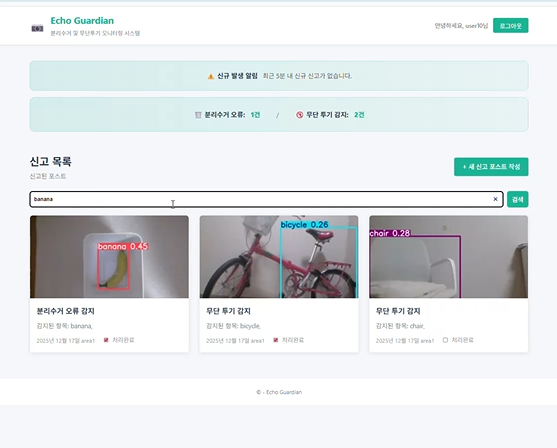 Echo Guardian
분리수거 및 무단투기 모니터링 시스템
안녕하세요, user10님
로그아웃
신규 발생 알림 최근 5분 내 신규 신고가 없습니다.
분리수거 오류: 1건 / 무단 투기 감지: 2건
신고 목록
신고된 포스트
+ 새 신고 포스트 작성
banana
×
검색
banana 0.45
bicycle 0.26
chair 0.28
분리수거 오류 감지
감지된 항목: banana,
2025년 12월 17일 area1 처리완료
무단 투기 감지
감지된 항목: bicycle,
2025년 12월 17일 area1 처리완료
무단 투기 감지
감지된 항목: chair,
2025년 12월 17일 area1 처리완료
© - Echo Guardian